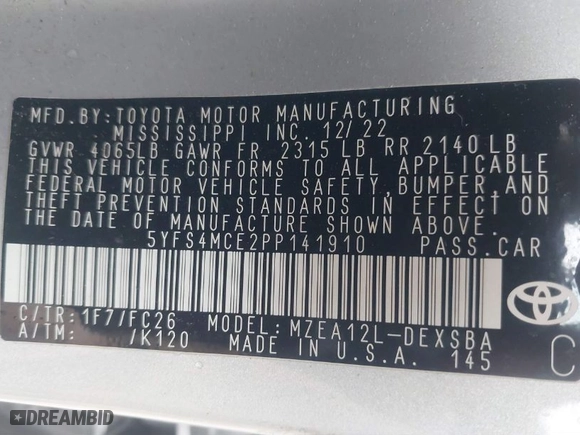 MFD.BY:TOYOTA MOTOR MANUFACTURING
MISSISSIPPI INC. 12/22
GVWR 4065LB GAWR FR 2315 LB RR 2140 LB
THIS VEHICLE CONFORMS TO ALL APPLICABLE
FEDERAL MOTOR VEHICLE SAFETY, BUMPER, AND
THEFT PREVENTION STANDARDS IN EFFECT ON
THE DATE OF MANUFACTURE SHOWN ABOVE.
5YFS4MCE2PP141910 PASS.CAR
C/TR:1F7/FC26 MODEL:MZEA12L-DEXSBA
A/TM: /K120 MADE IN U.S.A. 145
C
DREAMBID